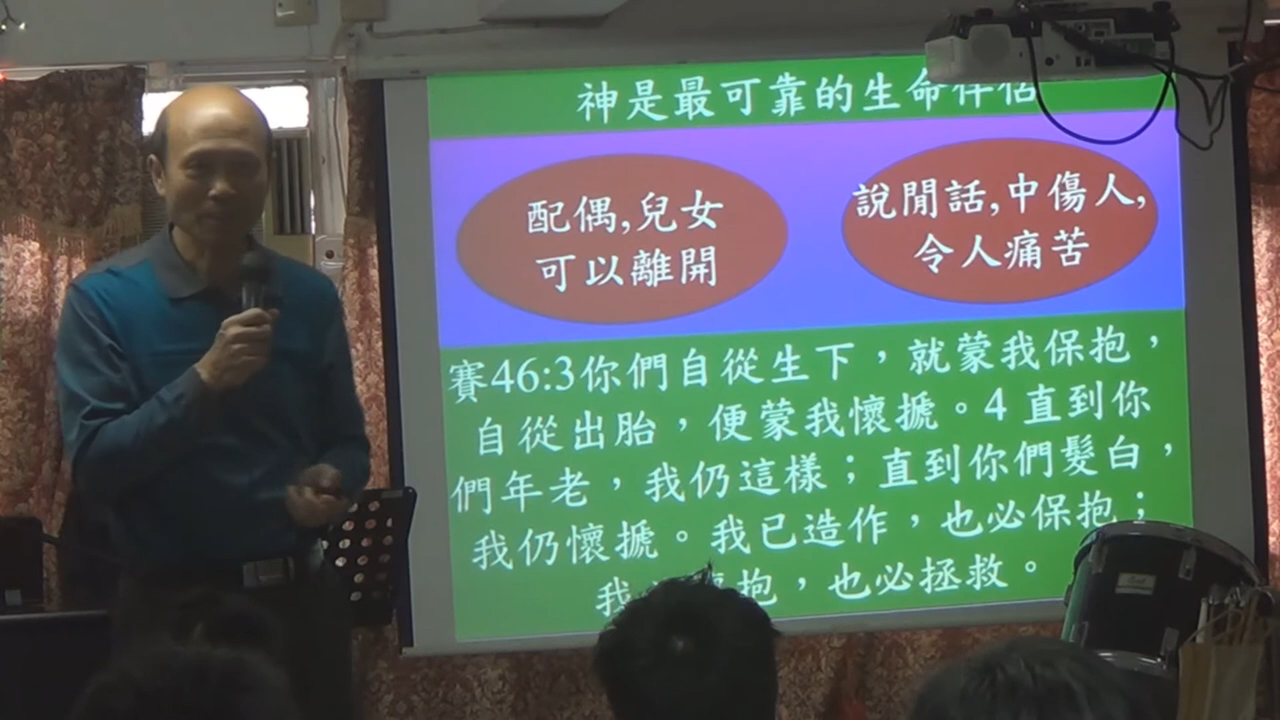 神是最可靠的生命伴侶
配偶,兒女
可以離開
說閒話,中傷人,
令人痛苦
賽46:3你們自從生下，就蒙我保抱，
自從出胎，便蒙我懷搋。4 直到你
們年老，我仍這樣；直到你們髮白，
我仍懷搋。我已造作，也必保抱；
我 抱，也必拯救。